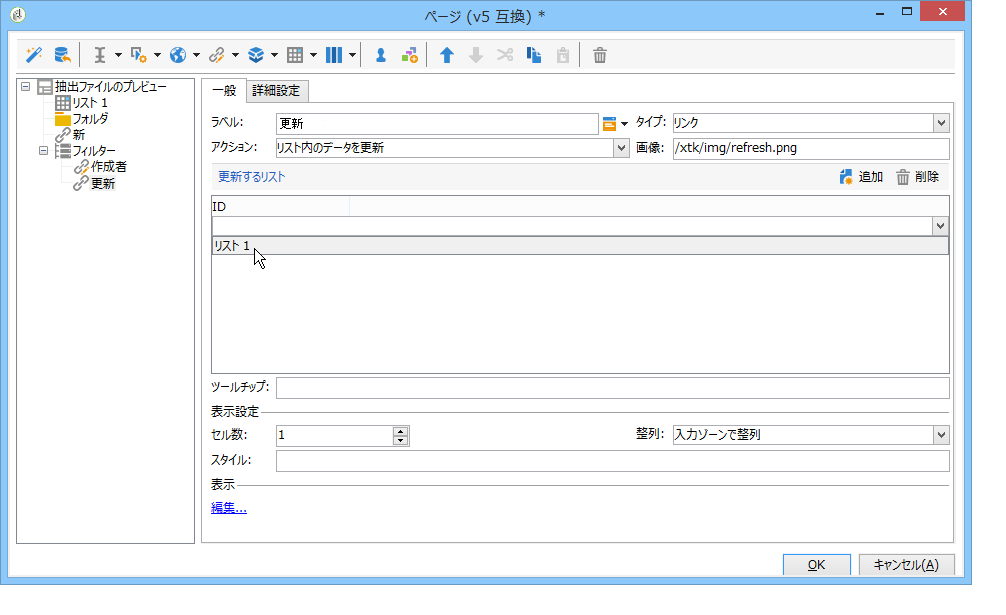 ページ (v5 互換) *
抽出ファイルのプレビュー
リスト 1
フォルダ
新
フィルター
作成者
更新
一般 詳細設定
ラベル: 更新 タイプ: リンク
アクション: リスト内のデータを更新 画像: /xtk/img/refresh.png
更新するリスト 追加 削除
ID
リスト 1
ツールチップ:
表示設定
セル数: 1 整列: 入力ゾーンで整列
スタイル:
表示
編集...
OK キャンセル(A)